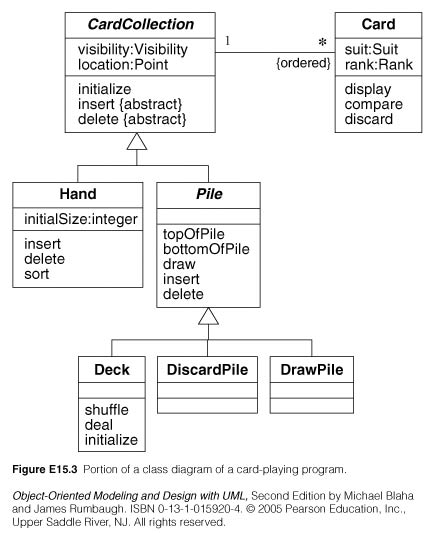 CardCollection
visibility:Visibility
location:Point
initialize
insert {abstract}
delete {abstract}
1
*
{ordered}
Card
suit:Suit
rank:Rank
display
compare
discard
Hand
initialSize:integer
insert
delete
sort
Pile
topOfPile
bottomOfPile
draw
insert
delete
Deck
shuffle
deal
initialize
DiscardPile
DrawPile
Figure E15.3 Portion of a class diagram of a card-playing program.
Object-Oriented Modeling and Design with UML, Second Edition by Michael Blaha
and James Rumbaugh. ISBN 0-13-1-015920-4. © 2005 Pearson Education, Inc.,
Upper Saddle River, NJ. All rights reserved.